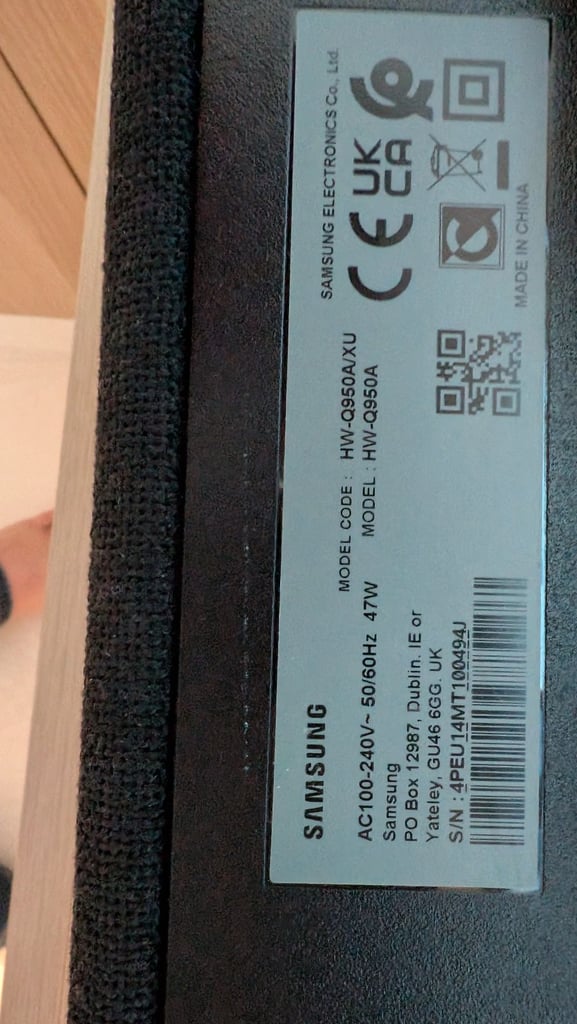 SAMSUNG
AC100-240V~ 50/60Hz 47W
Samsung
PO Box 12987, Dublin. IE or
Yateley, GU46 6GG. UK
S/N : 4PEU14MT100494J
MODEL CODE : HW-Q950A/XU
MODEL : HW-Q950A
SAMSUNG ELECTRONICS Co., Ltd.
CE UK
CA
MADE IN CHINA